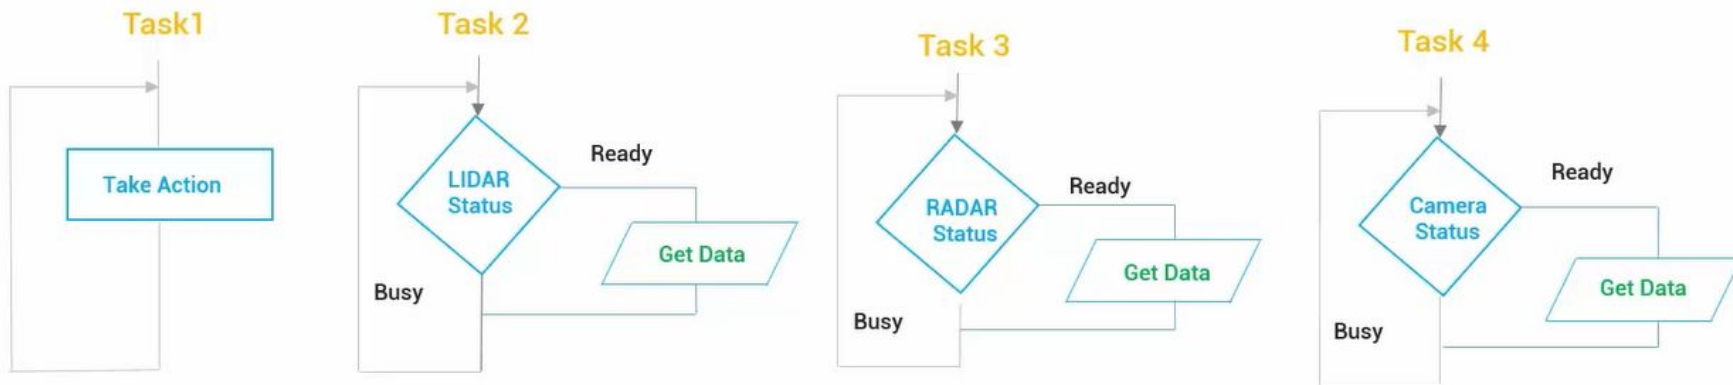 Task1
Take Action
Task 2
LIDAR
Status
Ready
Get Data
Busy
Task 3
RADAR
Status
Ready
Get Data
Busy
Task 4
Camera
Status
Ready
Get Data
Busy